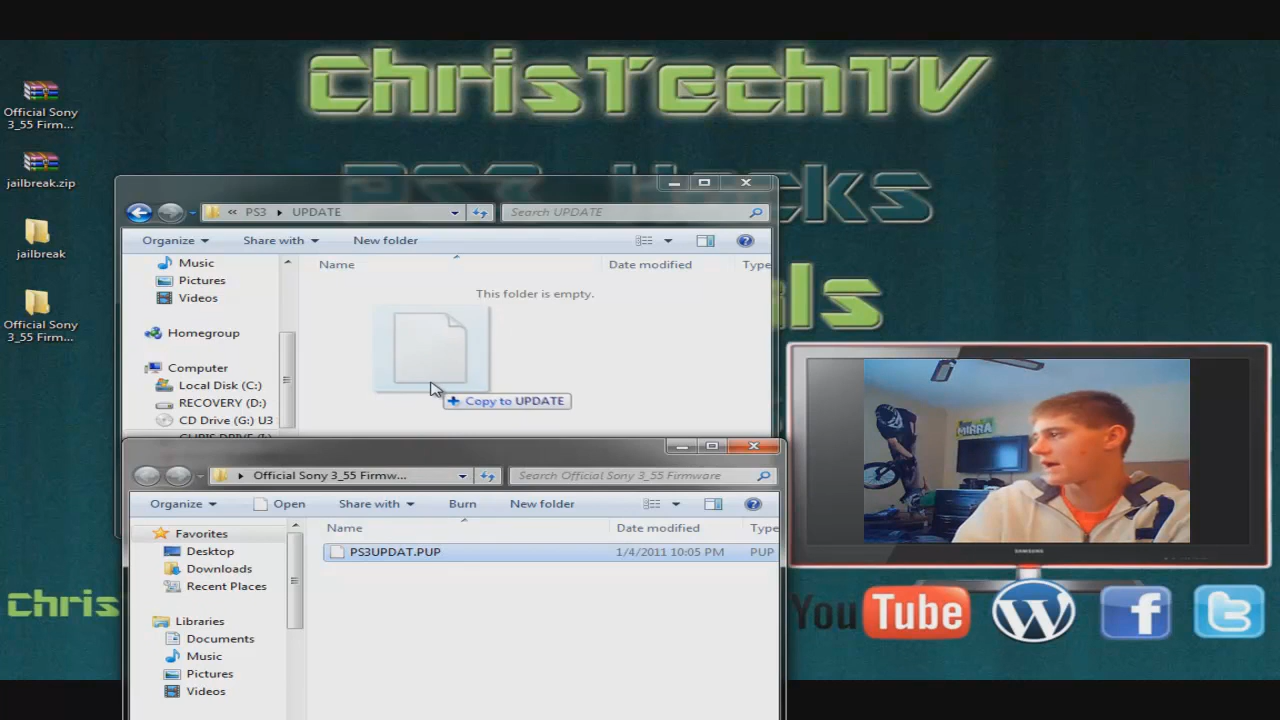 ChrisTechTV
PS3 Hacks
Official Sony
3_55 Firm...
jailbreak.zip
jailbreak
Official Sony
3_55 Firm...
« PS3 ▸ UPDATE
Search UPDATE
Organize
Share with
New folder
Name
Date modified
Type
This folder is empty.
Music
Pictures
Videos
Homegroup
Computer
Local Disk (C:)
RECOVERY (D:)
CD Drive (G:) U3
Copy to UPDATE
Official Sony 3_55 Firmw...
Search Official Sony 3_55 Firmware
Organize
Open
Share with
Burn
New folder
Name
Date modified
Type
PS3UPDAT.PUP
1/4/2011 10:05 PM
PUP
Favorites
Desktop
Downloads
Recent Places
Libraries
Documents
Music
Pictures
Videos
Chris
MIRRA
SAMSUNG
You Tube